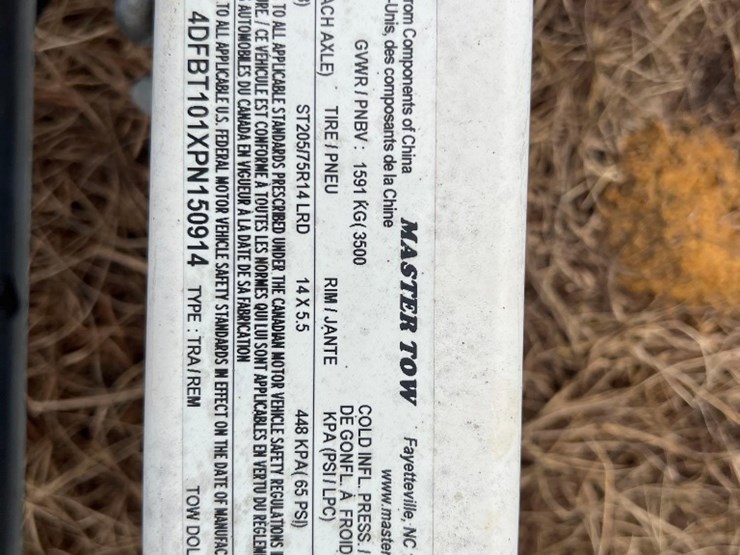 rom Components of China MASTER TOW Fayetteville, NC
-Unis, des composants de la Chine www.master
GVWR / PNBV : 1591 KG( 3500 COLD INFL. PRESS. /
DE GONFL. À FROID
ACH AXLE) TIRE / PNEU RIM / JANTE KPA (PSI / LPC)
) ST205/75R14 LRD 14 X 5.5 448 KPA( 65 PSI)
TO ALL APPLICABLE STANDARDS PRESCRIBED UNDER THE CANADIAN MOTOR VEHICLE SAFETY REGULATIONS
RE / CE VÉHICULE EST CONFORME À TOUTES LES NORMES QUI LUI SONT APPLICABLES EN VERTU DU RÈGLEM
AUTOMOBILES DU CANADA EN VIGUEUR À LA DATE DE SA FABRICATION
TO ALL APPLICABLE U.S. FEDERAL MOTOR VEHICLE SAFETY STANDARDS IN EFFECT ON THE DATE OF MANUFAC
4DFBT101XPN150914 TYPE : TRA / REM TOW DOL